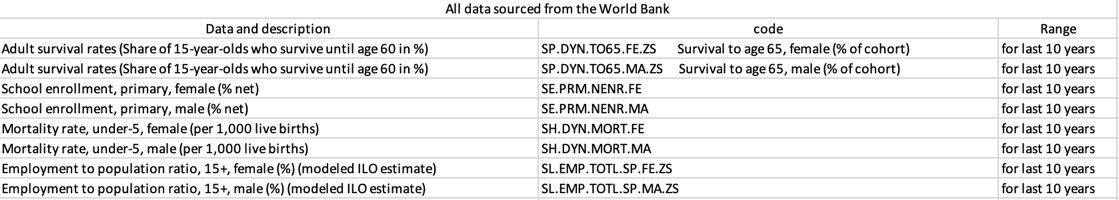 All data sourced from the World Bank
Data and description code Range
Adult survival rates (Share of 15-year-olds who survive until age 60 in %) SP.DYN.TO65.FE.ZS Survival to age 65, female (% of cohort) for last 10 years
Adult survival rates (Share of 15-year-olds who survive until age 60 in %) SP.DYN.TO65.MA.ZS Survival to age 65, male (% of cohort) for last 10 years
School enrollment, primary, female (% net) SE.PRM.NENR.FE for last 10 years
School enrollment, primary, male (% net) SE.PRM.NENR.MA for last 10 years
Mortality rate, under-5, female (per 1,000 live births) SH.DYN.MORT.FE for last 10 years
Mortality rate, under-5, male (per 1,000 live births) SH.DYN.MORT.MA for last 10 years
Employment to population ratio, 15+, female (%) (modeled ILO estimate) SL.EMP.TOTL.SP.FE.ZS for last 10 years
Employment to population ratio, 15+, male (%) (modeled ILO estimate) SL.EMP.TOTL.SP.MA.ZS for last 10 years